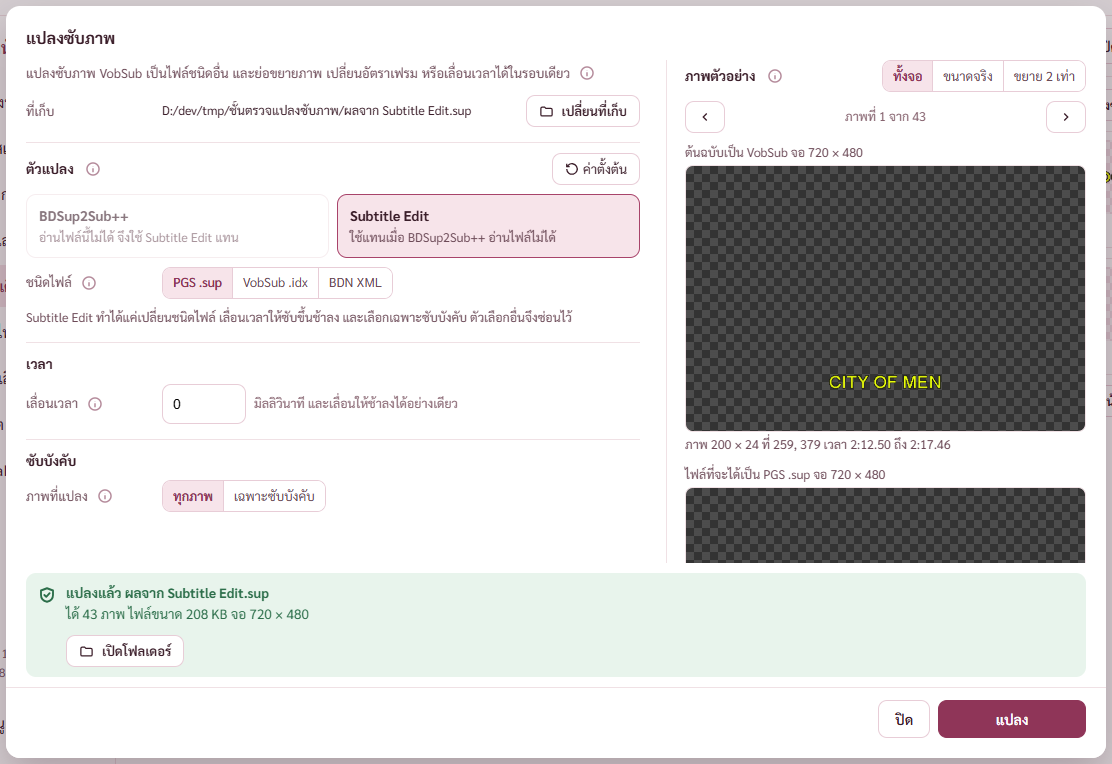 แปลงซับภาพ
แปลงซับภาพ VobSub เป็นไฟล์ชนิดอื่น และย่อขยายภาพ เปลี่ยนอัตราเฟรม หรือเลื่อนเวลาได้ในรอบเดียว
ที่เก็บ
D:/dev/tmp/ชั้นตรวจแปลงซับภาพ/ผลจาก Subtitle Edit.sup
เปลี่ยนที่เก็บ
ตัวแปลง
ค่าตั้งต้น
BDSup2Sub++
อ่านไฟล์นี้ไม่ได้ จึงใช้ Subtitle Edit แทน
Subtitle Edit
ใช้แทนเมื่อ BDSup2Sub++ อ่านไฟล์ไม่ได้
ชนิดไฟล์
PGS .sup
VobSub .idx
BDN XML
Subtitle Edit ทำได้แค่เปลี่ยนชนิดไฟล์ เลื่อนเวลาให้ซับขึ้นช้าลง และเลือกเฉพาะซับบังคับ ตัวเลือกอื่นจึงซ่อนไว้
เวลา
เลื่อนเวลา
0
มิลลิวินาที และเลื่อนให้ช้าลงได้อย่างเดียว
ซับบังคับ
ภาพที่แปลง
ทุกภาพ
เฉพาะซับบังคับ
ภาพตัวอย่าง
ทั้งจอ
ขนาดจริง
ขยาย 2 เท่า
ภาพที่ 1 จาก 43
ต้นฉบับเป็น VobSub จอ 720 × 480
CITY OF MEN
ภาพ 200 × 24 ที่ 259, 379 เวลา 2:12.50 ถึง 2:17.46
ไฟล์ที่จะได้เป็น PGS .sup จอ 720 × 480
แปลงแล้ว ผลจาก Subtitle Edit.sup
ได้ 43 ภาพ ไฟล์ขนาด 208 KB จอ 720 × 480
เปิดโฟลเดอร์
ปิด
แปลง